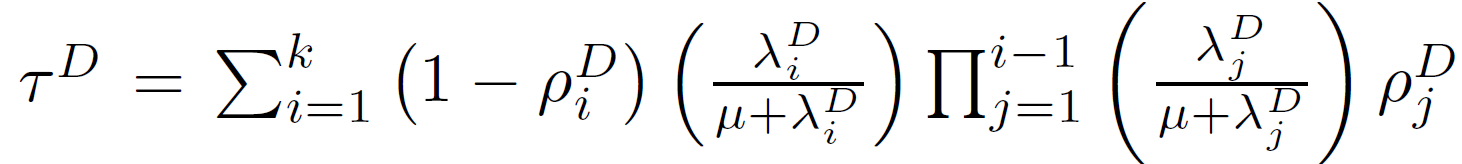 τ^D = ∑_{i=1}^{k} (1 − ρ_i^D) (λ_i^D / (μ+λ_i^D)) ∏_{j=1}^{i−1} (λ_j^D / (μ+λ_j^D)) ρ_j^D